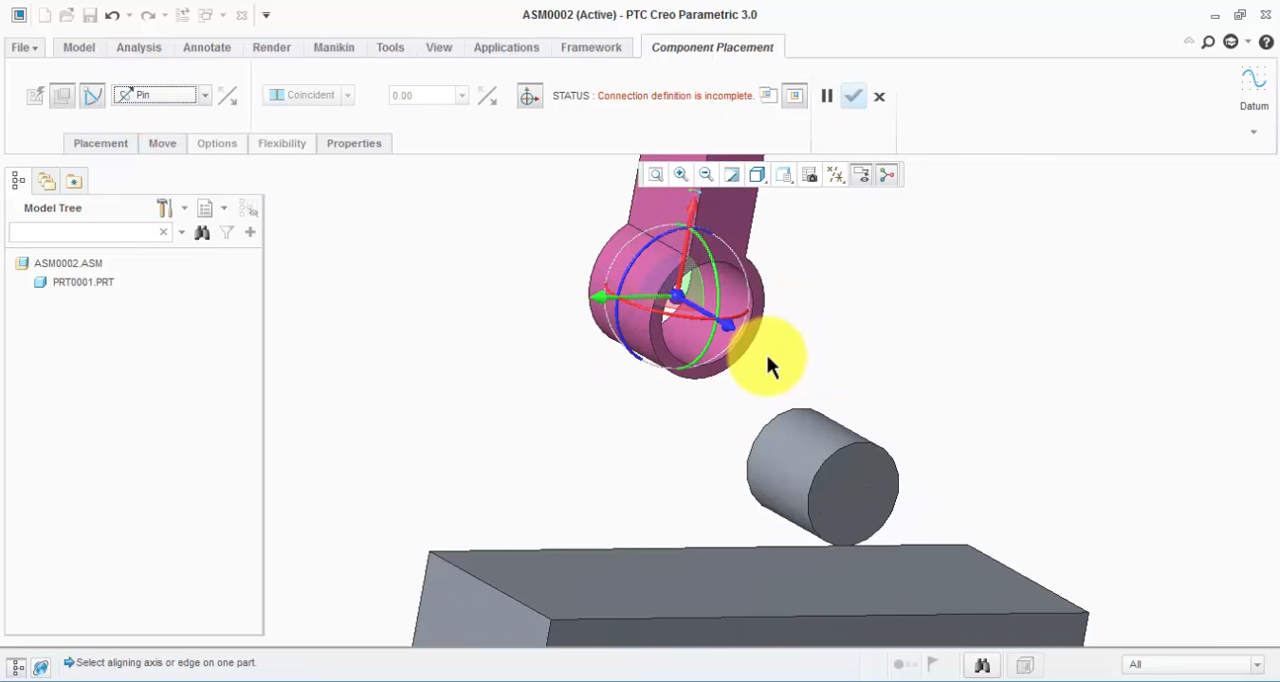 ASM0002 (Active) - PTC Creo Parametric 3.0
File Model Analysis Annotate Render Manikin Tools View Applications Framework Component Placement
Pin Coincident 0.00 STATUS : Connection definition is incomplete.
Datum
Placement Move Options Flexibility Properties
Model Tree
ASM0002.ASM
PRT0001.PRT
Select aligning axis or edge on one part.
All